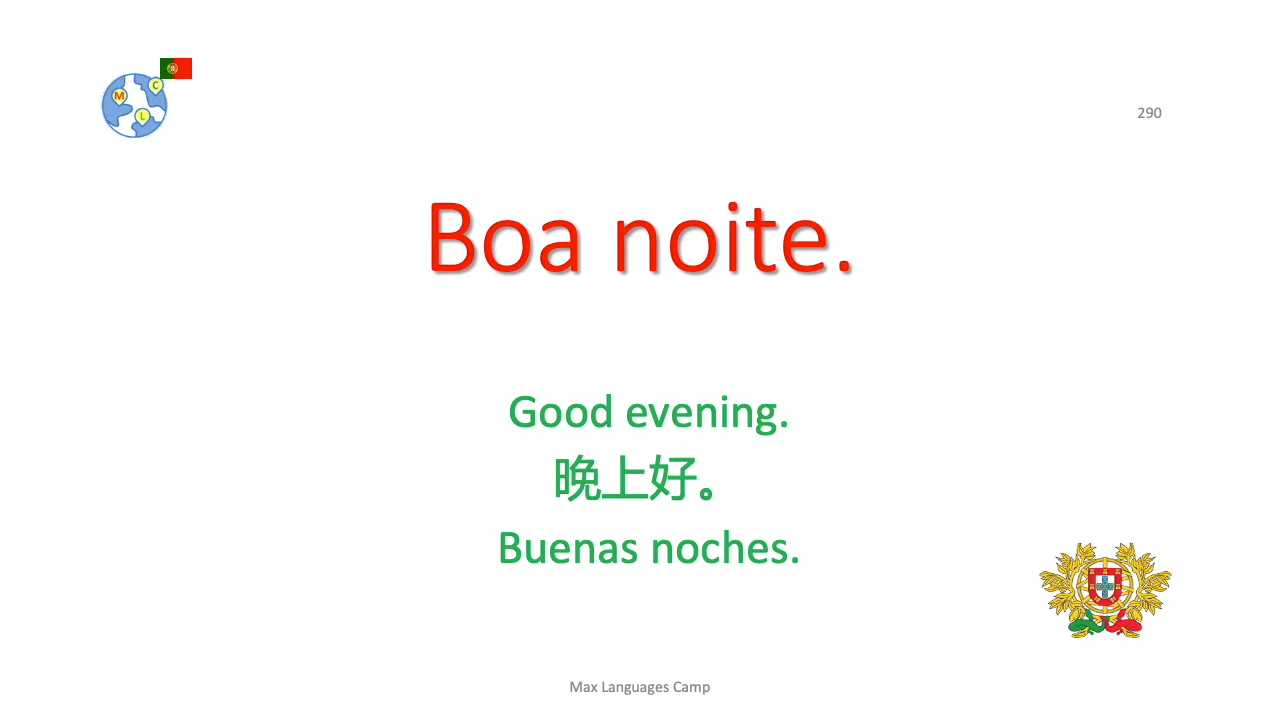 M
C
L
290
Boa noite.
Good evening.
晚上好。
Buenas noches.
Max Languages Camp